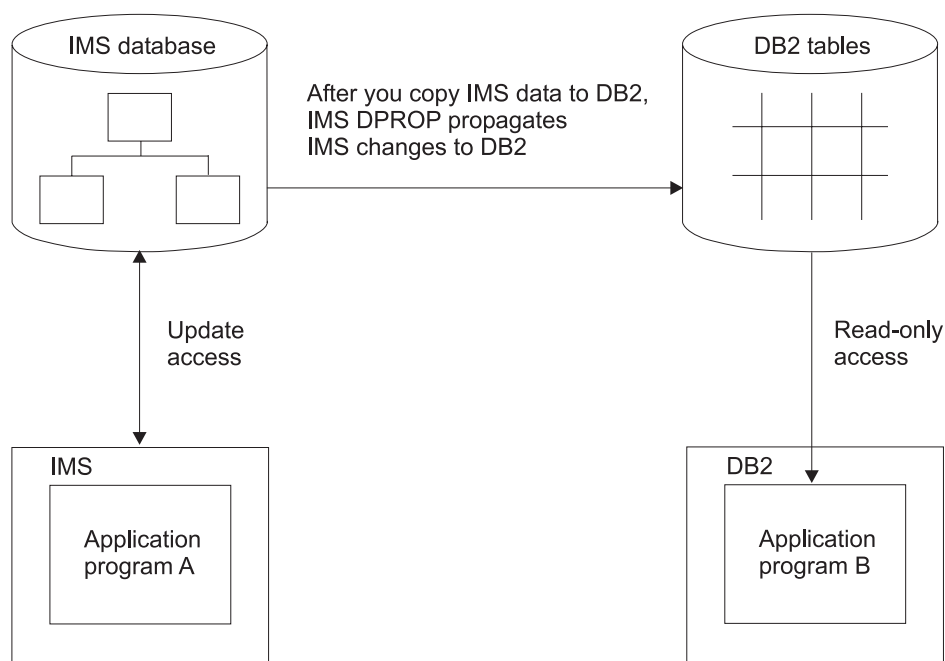 IMS database
DB2 tables
After you copy IMS data to DB2,
IMS DPROP propagates
IMS changes to DB2
Update
access
Read-only
access
IMS
Application
program A
DB2
Application
program B